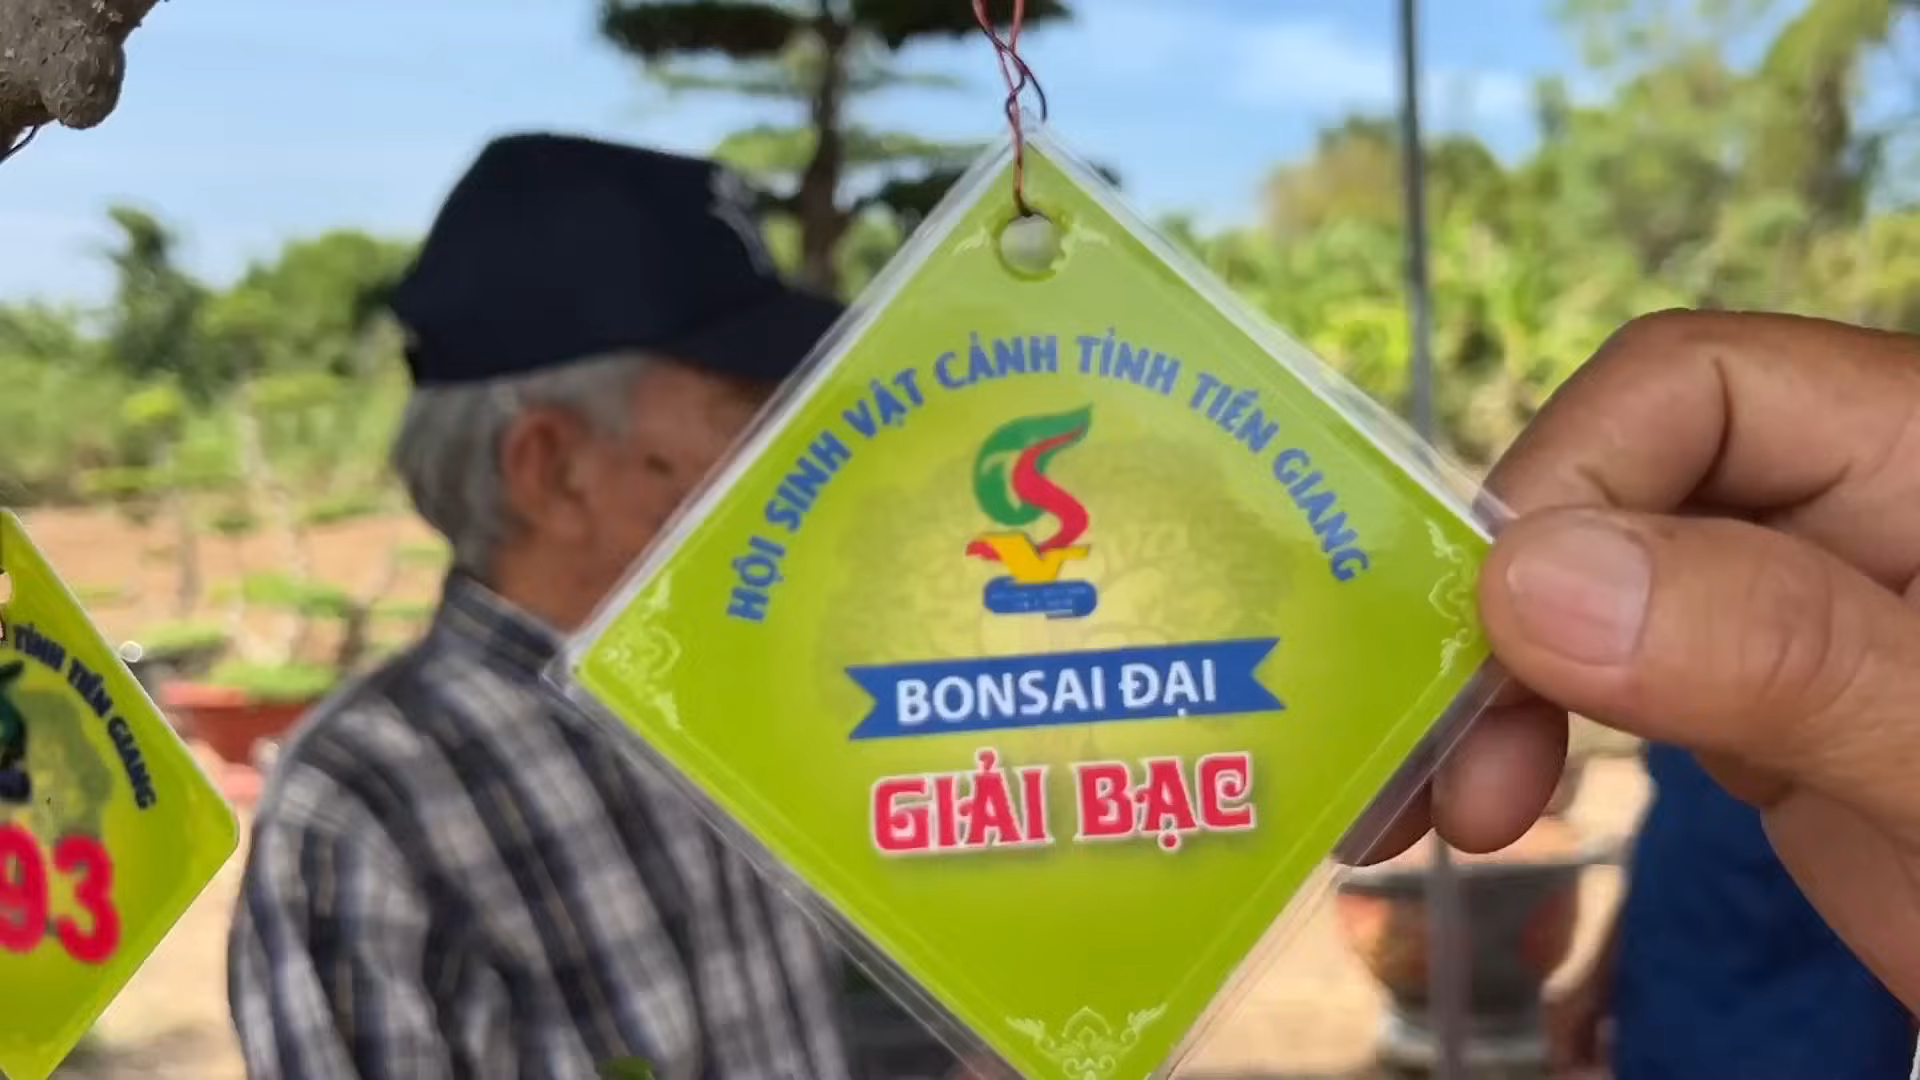 HỘI SINH VẬT CẢNH TỈNH TIỀN GIANG
BONSAI ĐẠI
GIẢI BẠC
TỈNH TIỀN GIANG
93